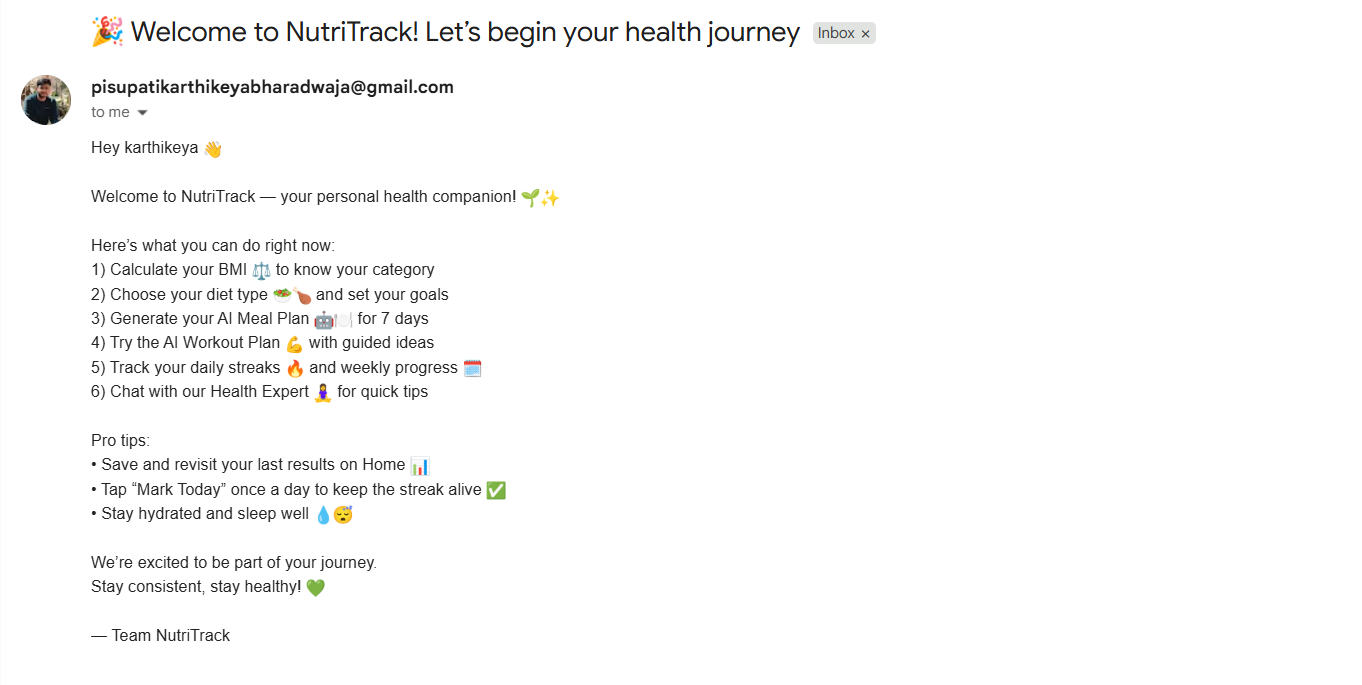 🎉 Welcome to NutriTrack! Let’s begin your health journey Inbox ×
pisupatikarthikeyabharadwaja@gmail.com
to me
Hey karthikeya 👋
Welcome to NutriTrack — your personal health companion! 🌱✨
Here’s what you can do right now:
1) Calculate your BMI ⚖️ to know your category
2) Choose your diet type 🥗🍗 and set your goals
3) Generate your AI Meal Plan 🤖🍽️ for 7 days
4) Try the AI Workout Plan 💪 with guided ideas
5) Track your daily streaks 🔥 and weekly progress 🗓️
6) Chat with our Health Expert 🧘‍♀️ for quick tips
Pro tips:
• Save and revisit your last results on Home 📊
• Tap “Mark Today” once a day to keep the streak alive ✅
• Stay hydrated and sleep well 💧😴
We’re excited to be part of your journey.
Stay consistent, stay healthy! 💚
— Team NutriTrack